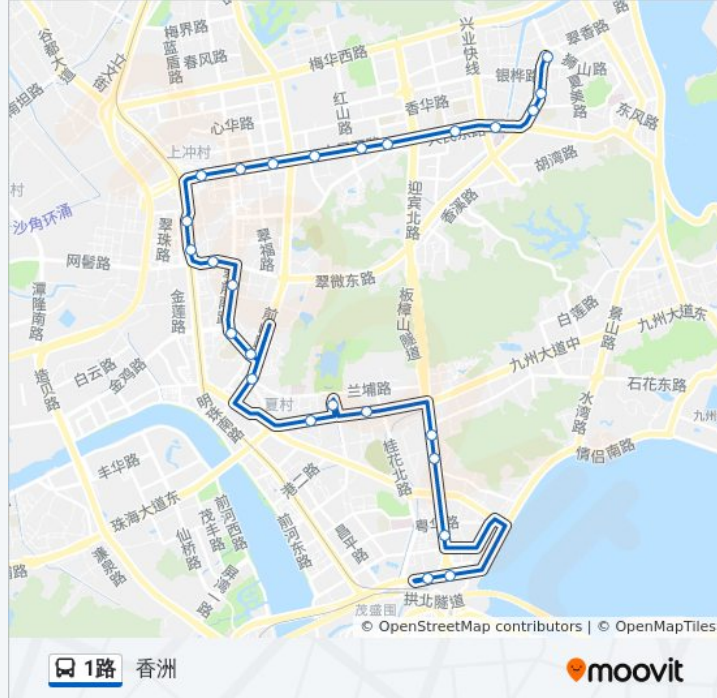 梅界路
蓝盾路
春风路
梅华西路
兴业快线
翠香路
银桦路
山路
谷都大道
红山路
香华路
东风路
心华路
上冲村
人民东路
胡湾路
村
沙角环涌
迎宾北路
香溪路
翠珠路
网髻路
翠福路
翠微东路
潭隆南路
金莲路
板樟山隧道
白莲路
景山路
九州大道东
九州大道中
造贝路
白云路
金鸡路
兰埔路
石花东路
夏村
明珠南路
水湾路
九州
情侣南路
桂花北路
港二路
丰华路
珠海大道东
前河西路
茂丰路
仙桥路
前河东路
昌平路
粤华路
濂泉路
屏湾一路
拱北隧道
茂盛围
© OpenStreetMap contributors | © OpenMapTiles
1路 香洲
moovit